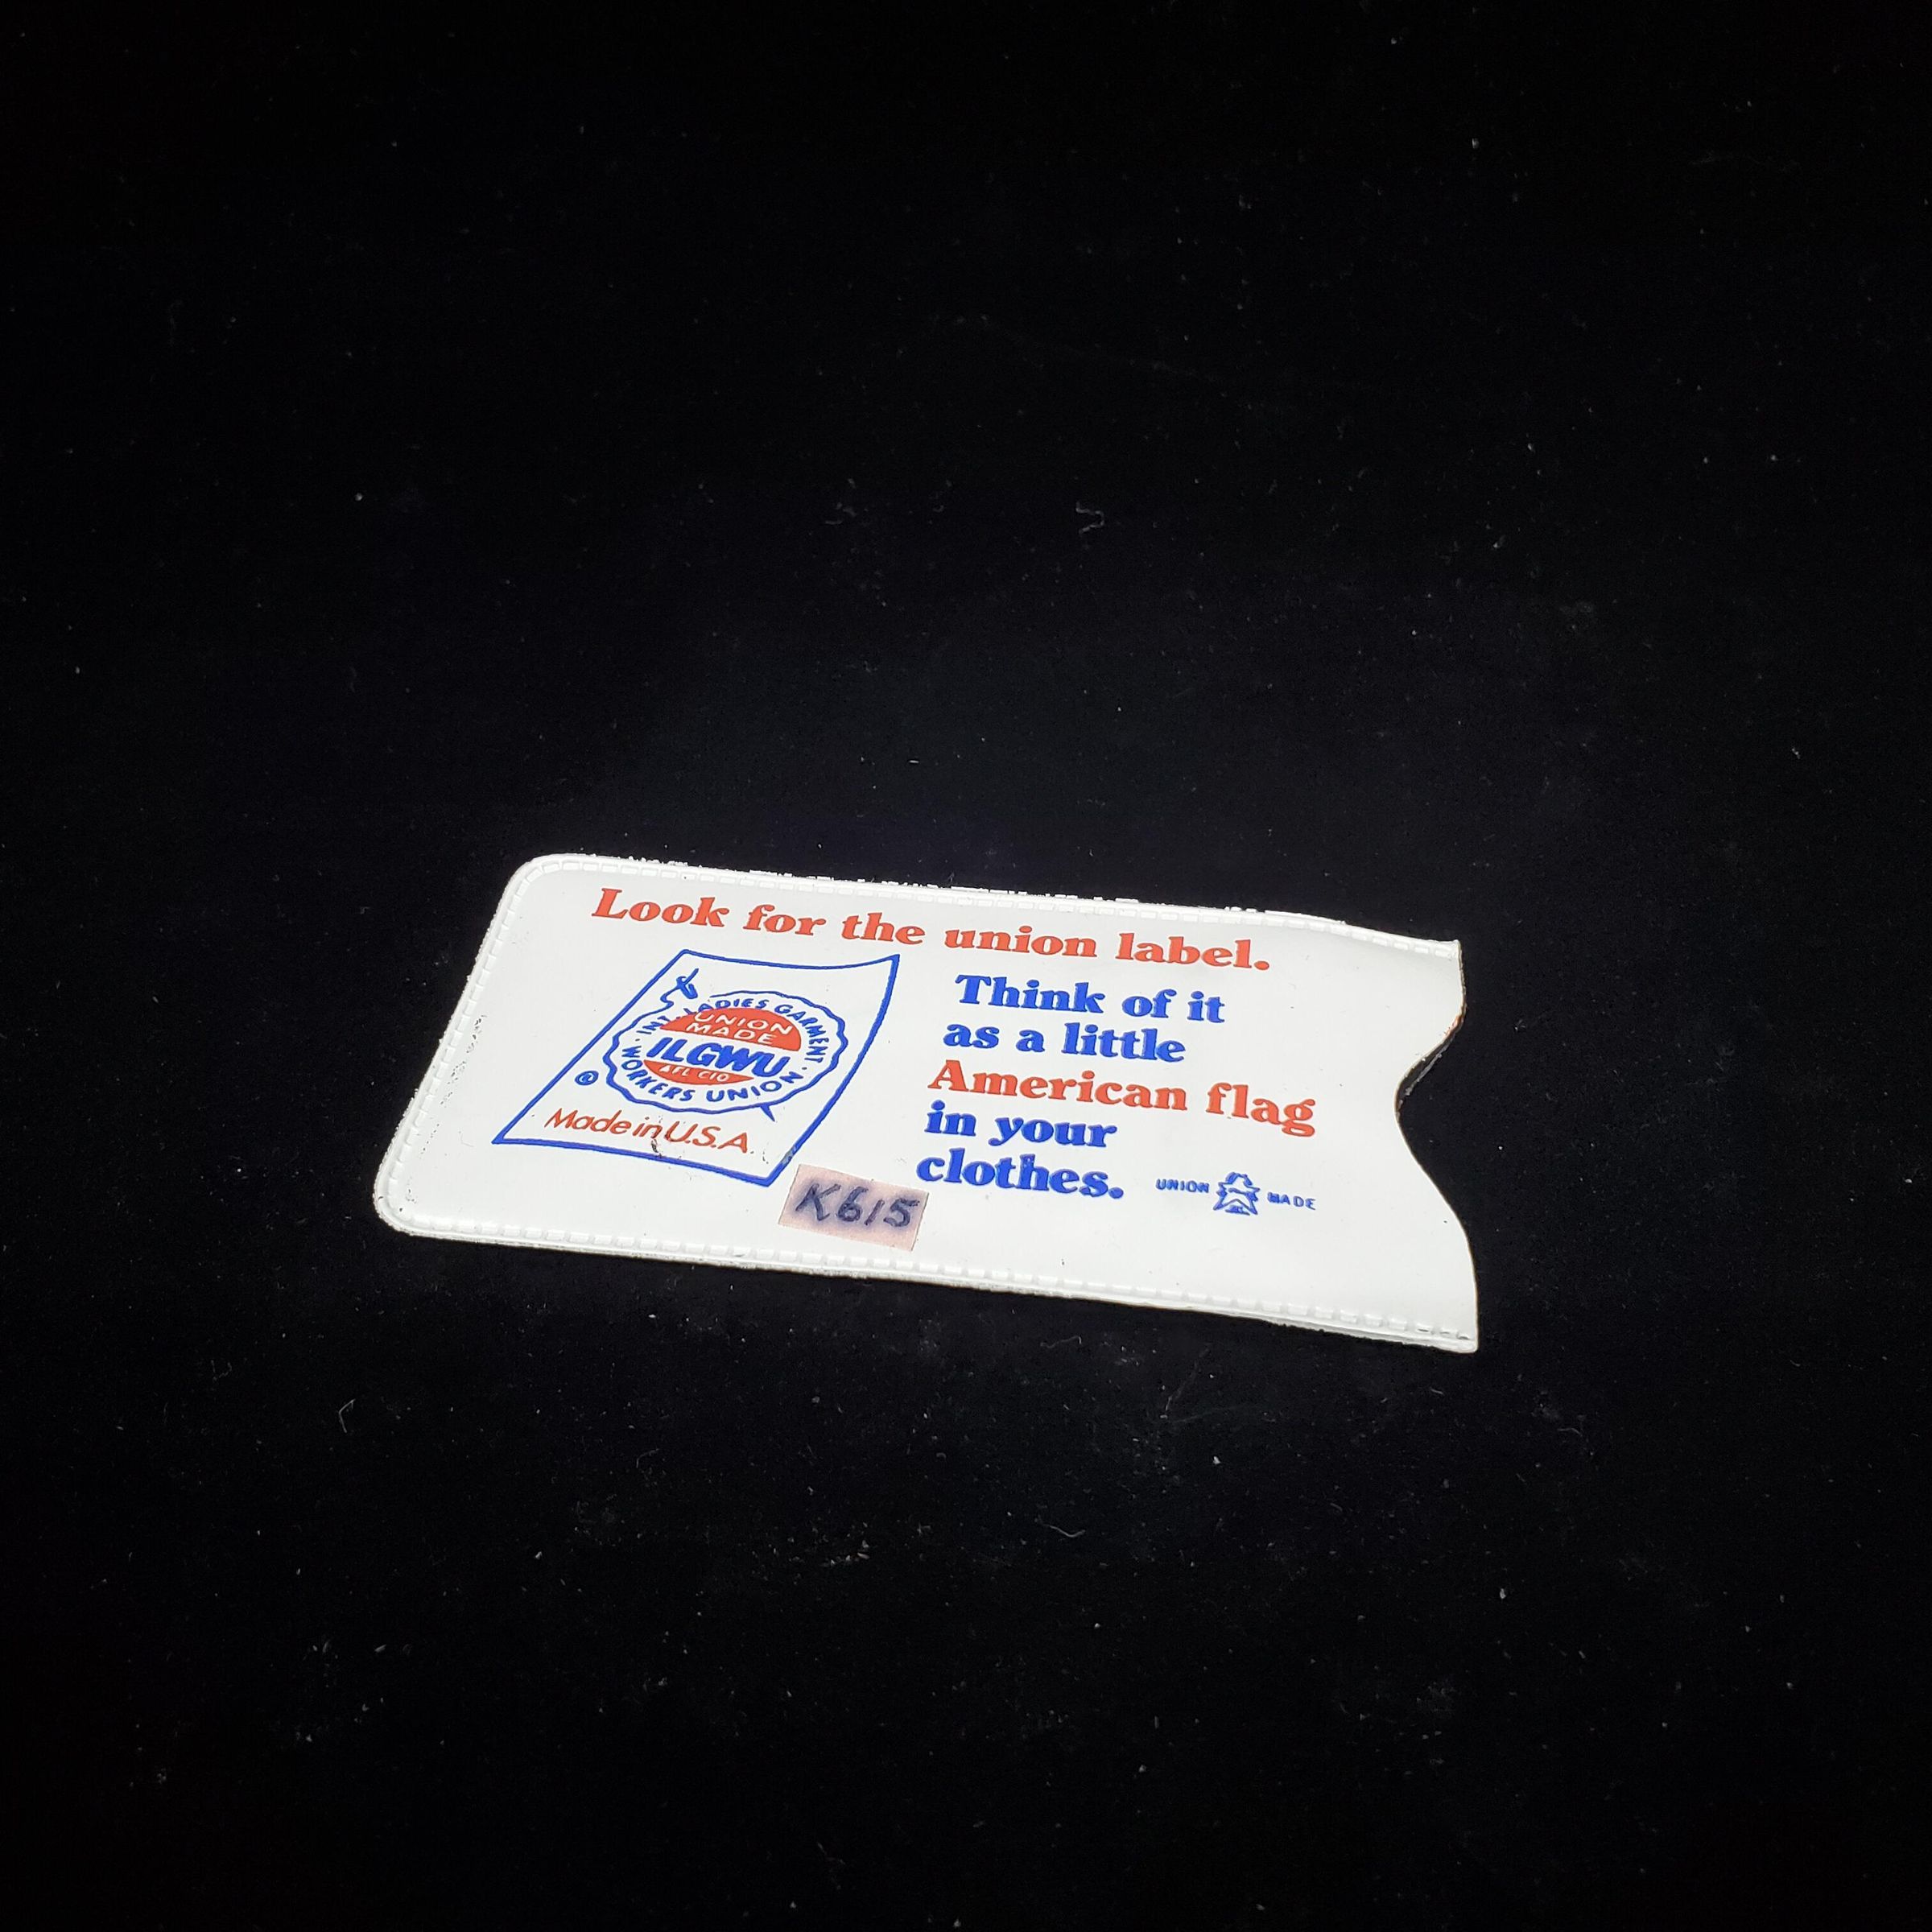 Look for the union label.
INT. LADIES GARMENT
UNION
MADE
ILGWU
AFL CIO
WORKERS UNION
©
Made in U.S.A.
Think of it
as a little
American flag
in your
clothes.
UNION MADE
K615